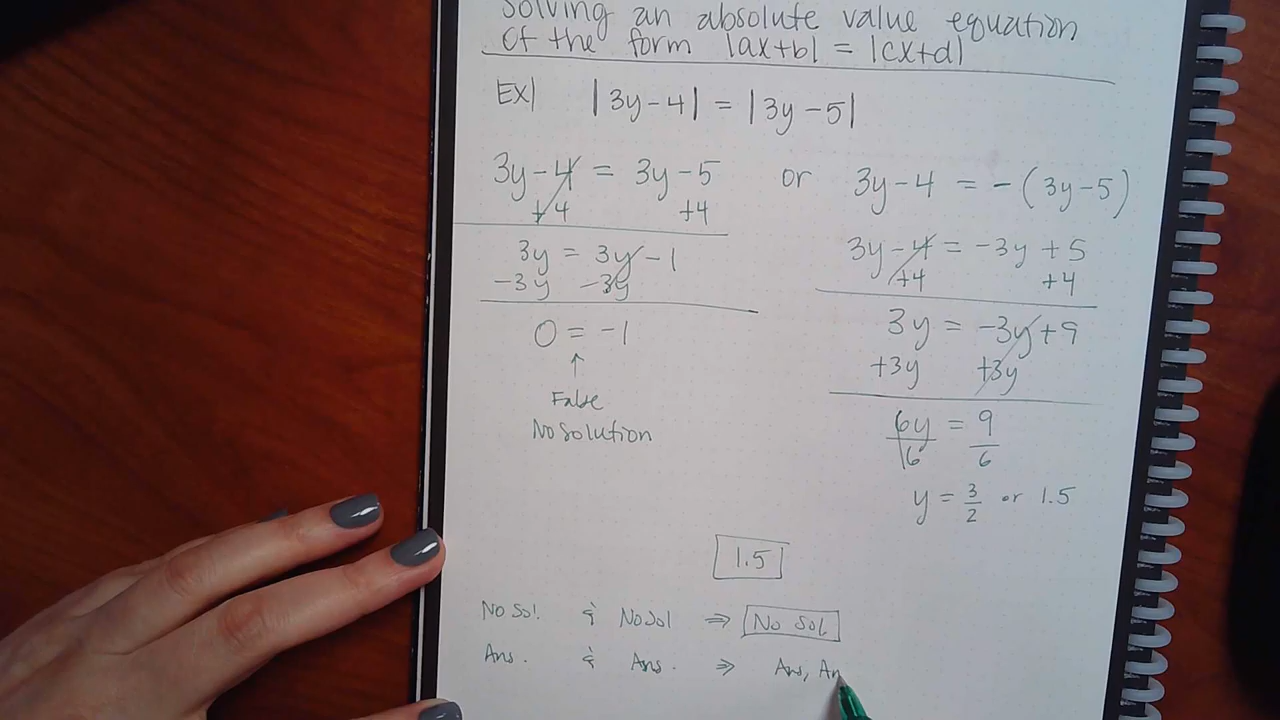 Solving an absolute value equation
of the form |ax+b| = |cx+d|
EX| |3y-4| = |3y-5|
3y-4 = 3y-5 or 3y-4 = -(3y-5)
+4 +4
3y = 3y-1
-3y -3y
0 = -1
↑
False
No Solution
3y-4 = -3y+5
+4 +4
3y = -3y+9
+3y +3y
6y = 9
6 6
y = 3/2 or 1.5
1.5
No Sol & No Sol ⇒ No Sol
Ans. & Ans. ⇒ Ans, An